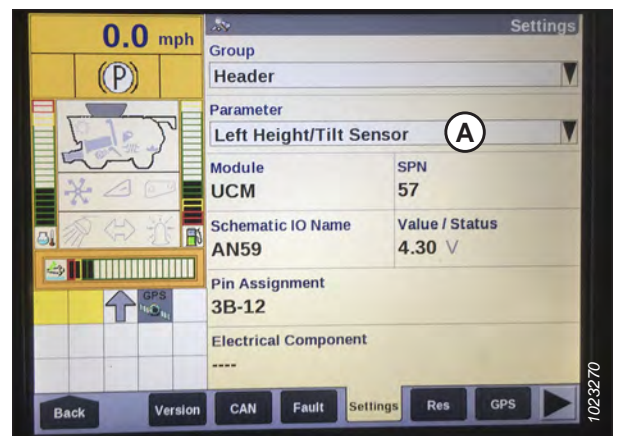 0.0 mph
(P)
Settings
Group
Header
Parameter
Left Height/Tilt Sensor
A
Module
UCM
SPN
57
Schematic IO Name
AN59
Value / Status
4.30 V
Pin Assignment
3B-12
Electrical Component
----
GPS
Back
Version
CAN
Fault
Settings
Res
GPS
1023270